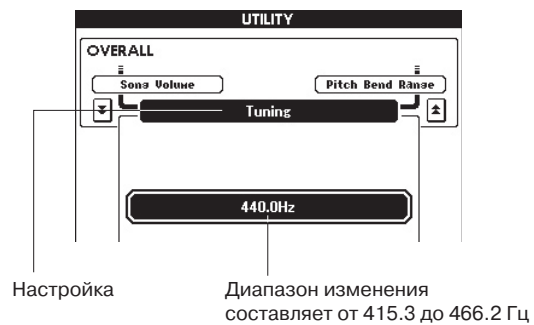 UTILITY
OVERALL
Song Volume
Pitch Bend Range
Tuning
440.0Hz
Настройка
Диапазон изменения
составляет от 415.3 до 466.2 Гц